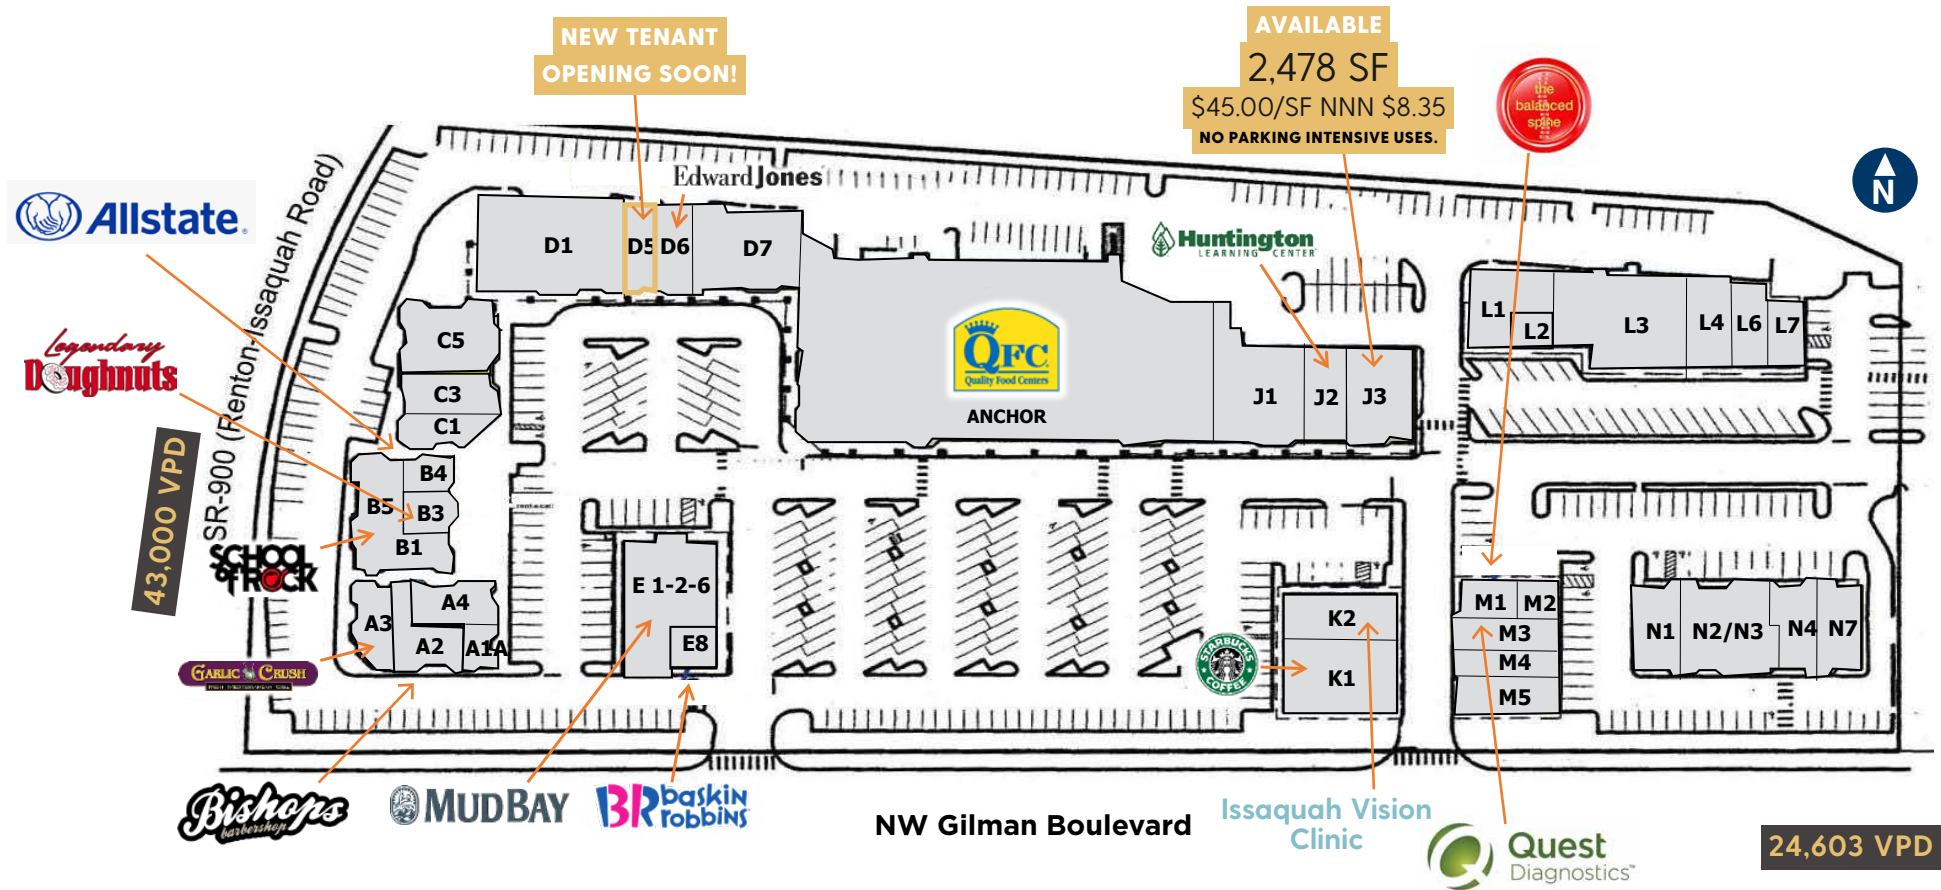 NEW TENANT
OPENING SOON!
AVAILABLE
2,478 SF
$45.00/SF NNN $8.35
NO PARKING INTENSIVE USES.
the
balanced
spine
N
Edward Jones
Allstate
Huntington
LEARNING CENTER
D1
D5
D6
D7
L1
L2
L3
L4
L6
L7
QFC
Quality Food Centers
ANCHOR
J1
J2
J3
C5
C3
C1
Legendary
Doughnuts
43,000 VPD
SR-900 (Renton-Issaquah Road)
B4
B5
B3
B1
SCHOOL
of ROCK
A4
A3
A2
A1A
GARLIC CRUSH
E 1-2-6
E8
K2
K1
STARBUCKS
COFFEE
M1
M2
M3
M4
M5
N1
N2/N3
N4
N7
Bishops
barbershop
MUD BAY
BR
baskin
robbins
NW Gilman Boulevard
Issaquah Vision
Clinic
Quest
Diagnostics™
24,603 VPD